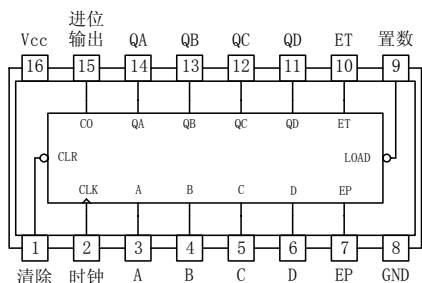 Vcc 进位输出 QA QB QC QD ET 置数
16 15 14 13 12 11 10 9
CO QA QB QC QD ET
CLR LOAD
CLK A B C D EP
1 2 3 4 5 6 7 8
清除 时钟 A B C D EP GND